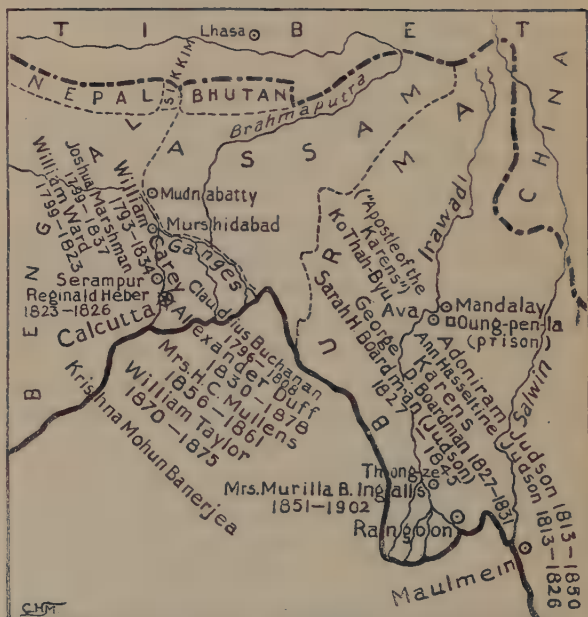 TIBET
Lhasa
NEPAL
SIKKIM
BHUTAN
Brahmaputra
ASSAM
CHINA
BENGAL
BURMA
Mudnabatty
Murshidabad
Ganges
William Carey
1793-1834
Joshua Marshman
1799-1837
William Ward
1799-1823
Serampur
Reginald Heber
1823-1826
Calcutta
Claudius Buchanan
1796-1808
Alexander Duff
1830-1878
Mrs. H.C. Mullens
1856-1861
William Taylor
1870-1875
Krishna Mohun Banerjea
("Apostle of the
Karens")
Ko Thah-Byu
Irawadi
Salwin
Ava
Mandalay
Oung-pen-la
(prison)
George
D. Boardman 1827-1831
Karens
Sarah H. Boardman (Judson)
1827-1845
Adoniram Judson 1813-1850
Ann Hasseltine Judson 1813-1826
Thongze
Mrs. Murilla B. Ingalls
1851-1902
Rangoon
Maulmein
CHM